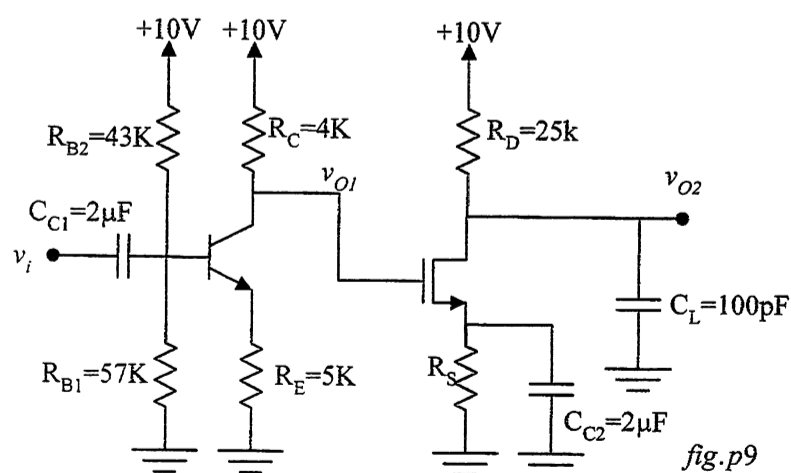 +10V +10V +10V
R_B2=43K R_C=4K R_D=25k
v_O1 v_O2
C_C1=2μF
v_i
C_L=100pF
R_B1=57K R_E=5K R_S
C_C2=2μF
fig.p9